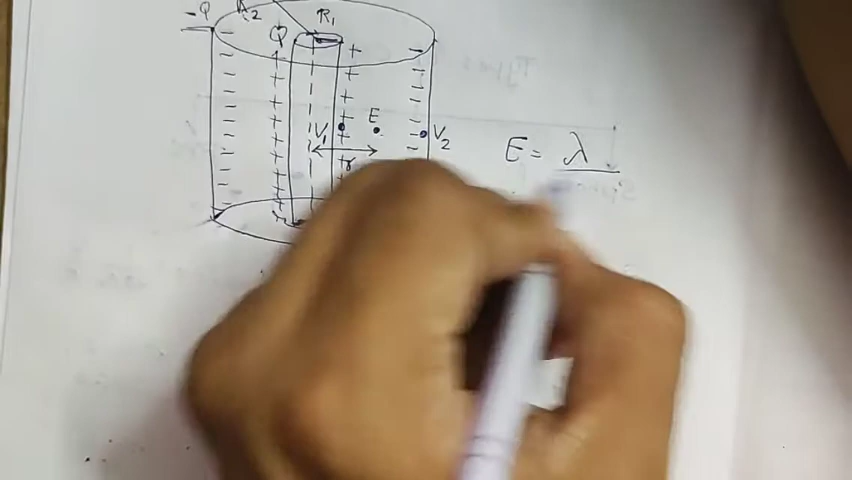 -Q R2 R1
Q
E
V1 V2
r
E = λ